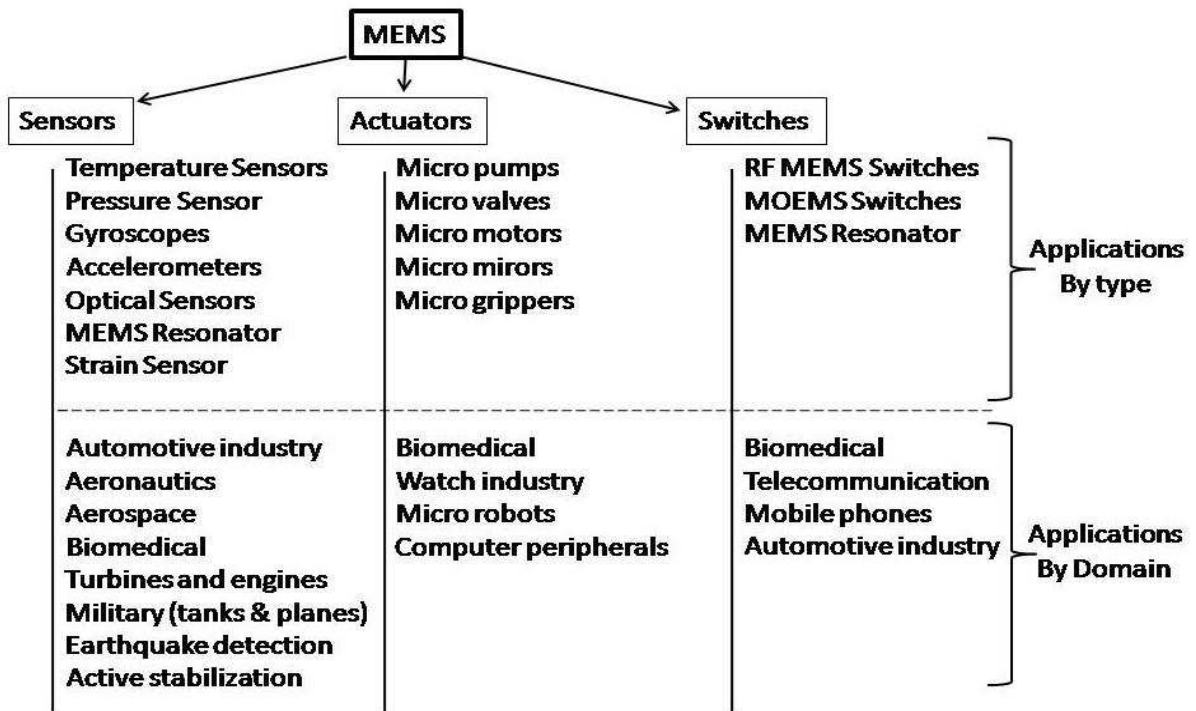 MEMS
Sensors
Actuators
Switches
Temperature Sensors
Pressure Sensor
Gyroscopes
Accelerometers
Optical Sensors
MEMS Resonator
Strain Sensor
Micro pumps
Micro valves
Micro motors
Micro mirors
Micro grippers
RF MEMS Switches
MOEMS Switches
MEMS Resonator
Applications
By type
Automotive industry
Aeronautics
Aerospace
Biomedical
Turbines and engines
Military (tanks & planes)
Earthquake detection
Active stabilization
Biomedical
Watch industry
Micro robots
Computer peripherals
Biomedical
Telecommunication
Mobile phones
Automotive industry
Applications
By Domain